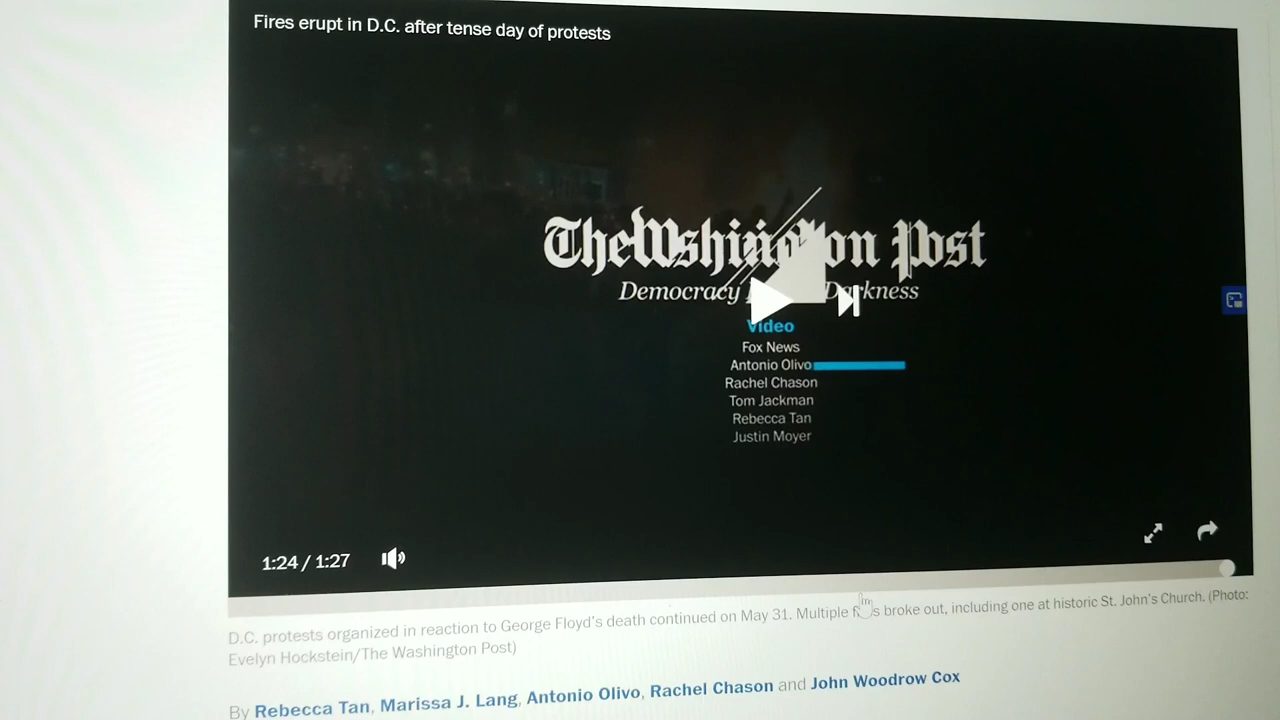 Fires erupt in D.C. after tense day of protests
The Wshington Post
Democracy Darkness
Video
Fox News
Antonio Olivo
Rachel Chason
Tom Jackman
Rebecca Tan
Justin Moyer
1:24 / 1:27
D.C. protests organized in reaction to George Floyd's death continued on May 31. Multiple broke out, including one at historic St. John's Church. (Photo:
Evelyn Hockstein/The Washington Post)
By Rebecca Tan, Marissa J. Lang, Antonio Olivo, Rachel Chason and John Woodrow Cox